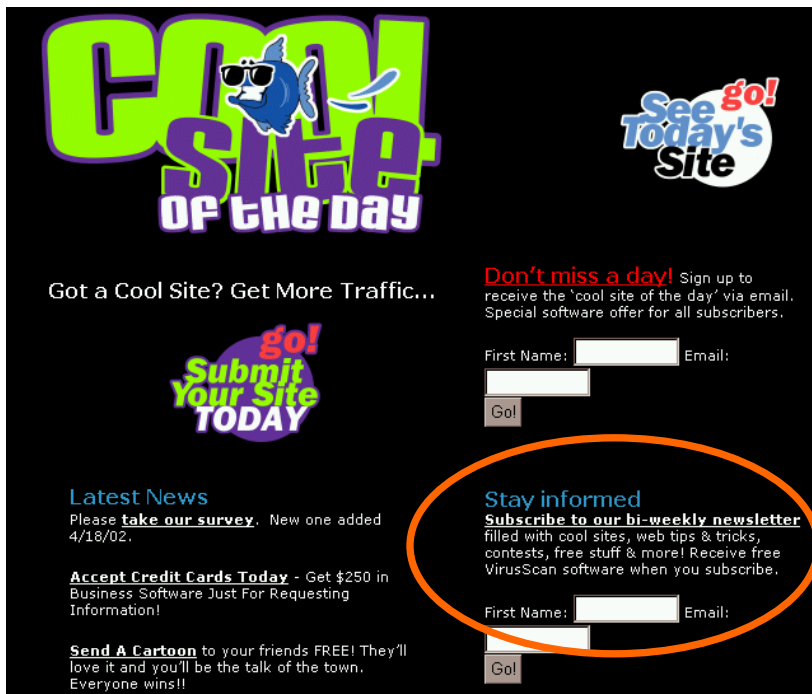 COOL
SITE
OF THE DAY
go!
See
Today's
Site
Got a Cool Site? Get More Traffic...
go!
Submit
Your Site
TODAY
Don't miss a day! Sign up to
receive the 'cool site of the day' via email.
Special software offer for all subscribers.
First Name: Email:
Go!
Latest News
Please take our survey. New one added
4/18/02.
Accept Credit Cards Today - Get $250 in
Business Software Just For Requesting
Information!
Send A Cartoon to your friends FREE! They'll
love it and you'll be the talk of the town.
Everyone wins!!
Stay informed
Subscribe to our bi-weekly newsletter
filled with cool sites, web tips & tricks,
contests, free stuff & more! Receive free
VirusScan software when you subscribe.
First Name: Email:
Go!